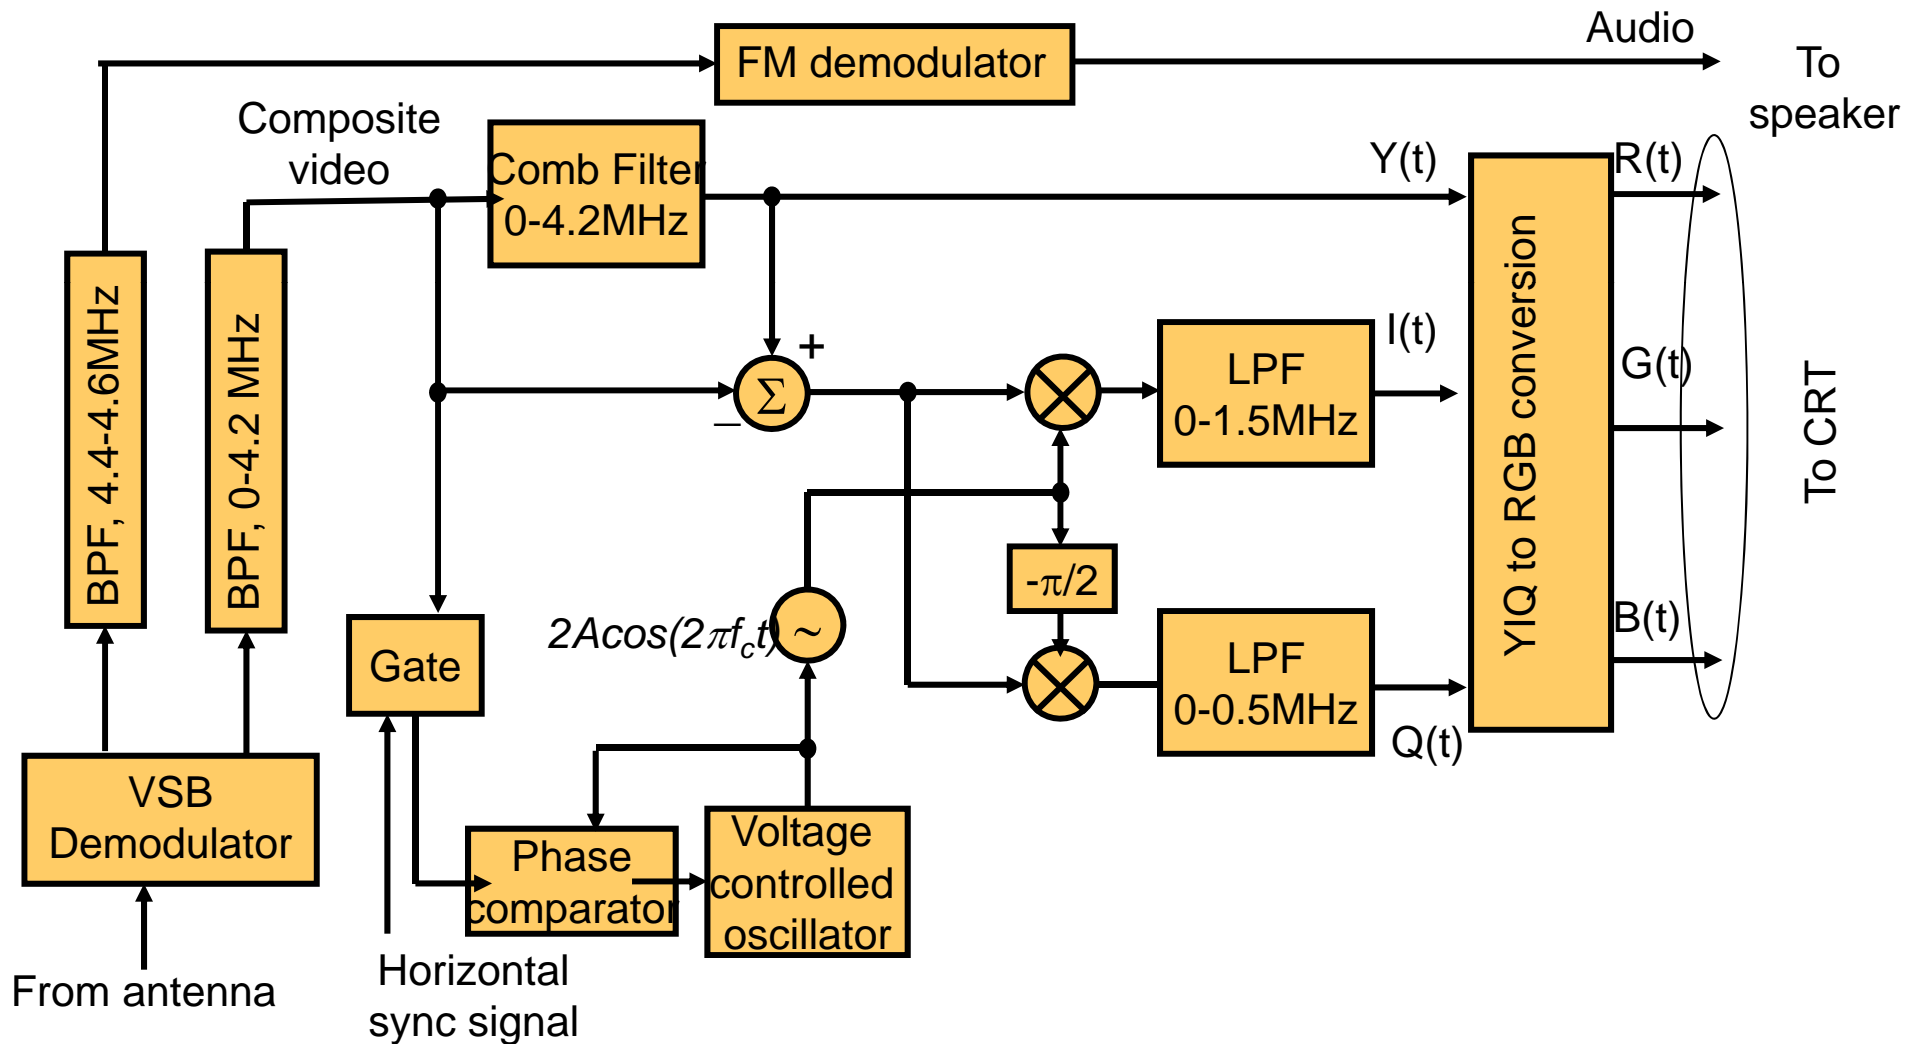 Audio
FM demodulator
To
speaker
Composite
video
Comb Filter
0-4.2MHz
Y(t)
R(t)
BPF, 4.4-4.6MHz
BPF, 0-4.2 MHz
+
Σ
_
LPF
0-1.5MHz
I(t)
YIQ to RGB conversion
G(t)
To CRT
-π/2
2Acos(2πfct)
~
Gate
LPF
0-0.5MHz
B(t)
Q(t)
VSB
Demodulator
Phase
comparator
Voltage
controlled
oscillator
From antenna
Horizontal
sync signal